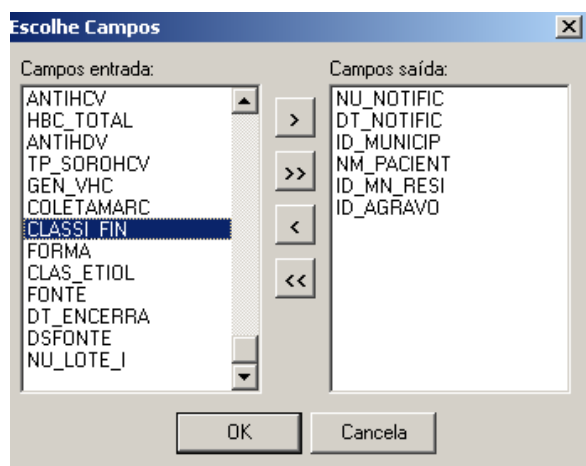 Escolhe Campos
Campos entrada:
ANTIHCV
HBC_TOTAL
ANTIHDV
TP_SOROHCV
GEN_VHC
COLETAMARC
CLASSI_FIN
FORMA
CLAS_ETIOL
FONTE
DT_ENCERRA
DSFONTE
NU_LOTE_I
>
>>
<
<<
Campos saída:
NU_NOTIFIC
DT_NOTIFIC
ID_MUNICIP
NM_PACIENT
ID_MN_RESI
ID_AGRAVO
OK
Cancela